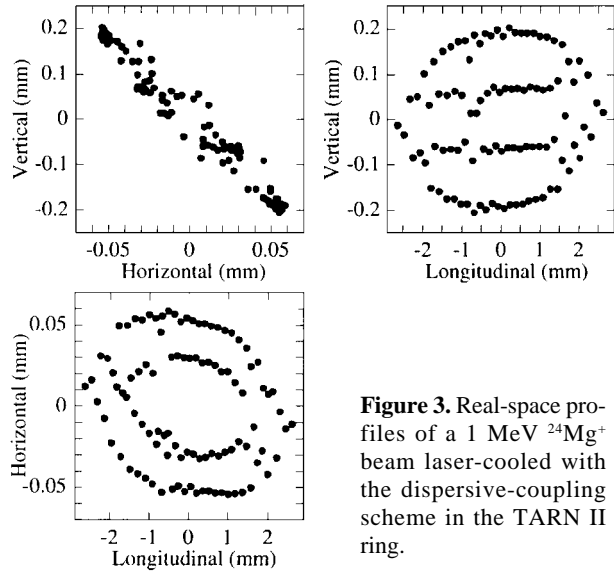 0.2
0.1
0
-0.1
-0.2
Vertical (mm)
-0.05 0 0.05
Horizontal (mm)
0.2
0.1
0
-0.1
-0.2
Vertical (mm)
-2 -1 0 1 2
Longitudinal (mm)
0.05
0
-0.05
Horizontal (mm)
-2 -1 0 1 2
Longitudinal (mm)
Figure 3. Real-space pro-
files of a 1 MeV ²⁴Mg⁺
beam laser-cooled with
the dispersive-coupling
scheme in the TARN II
ring.